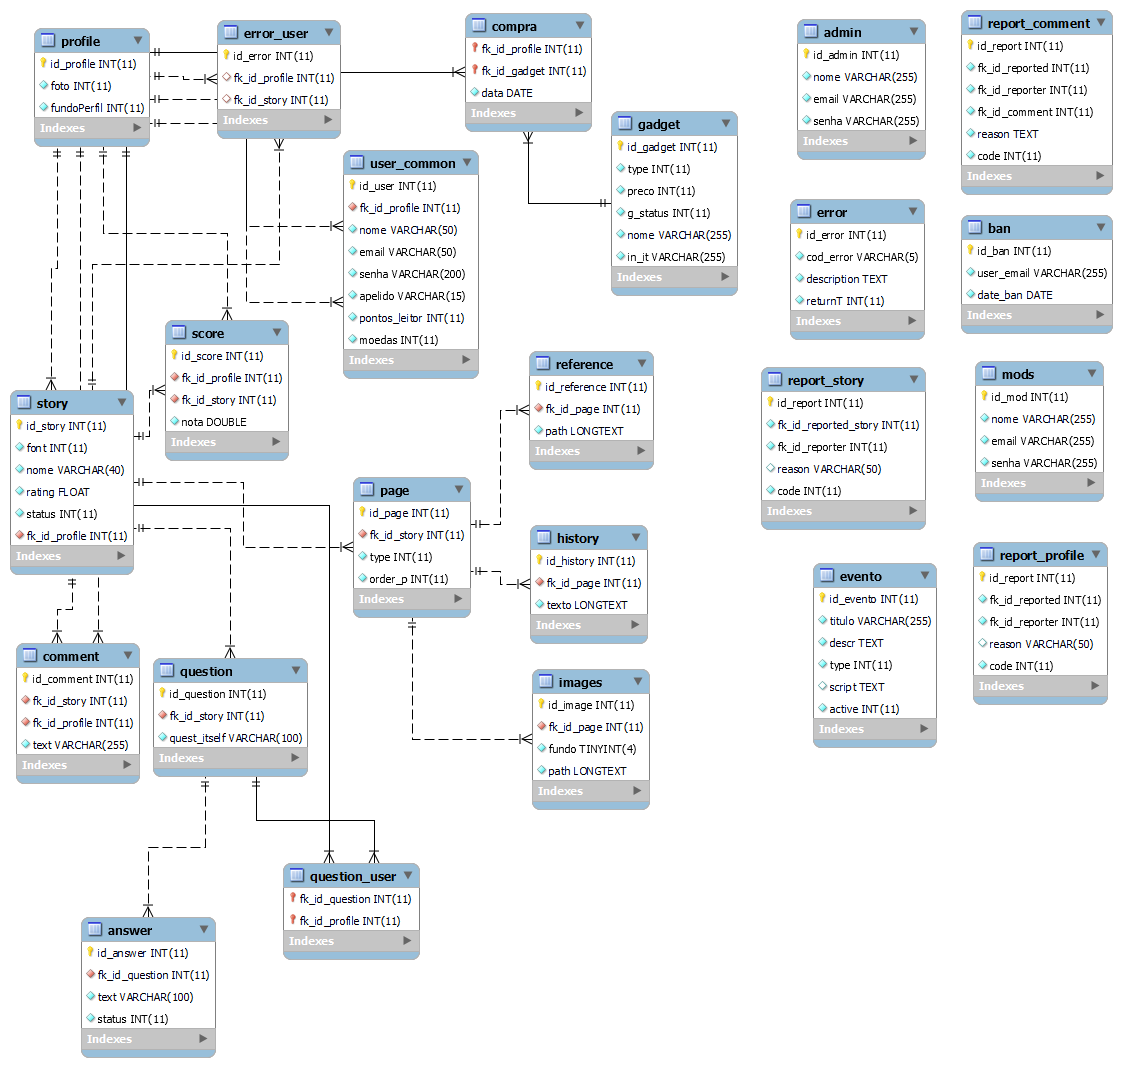 profile
id_profile INT(11)
foto INT(11)
fundoPerfil INT(11)
Indexes
error_user
id_error INT(11)
fk_id_profile INT(11)
fk_id_story INT(11)
Indexes
compra
fk_id_profile INT(11)
fk_id_gadget INT(11)
data DATE
Indexes
gadget
id_gadget INT(11)
type INT(11)
preco INT(11)
g_status INT(11)
nome VARCHAR(255)
in_it VARCHAR(255)
Indexes
admin
id_admin INT(11)
nome VARCHAR(255)
email VARCHAR(255)
senha VARCHAR(255)
Indexes
report_comment
id_report INT(11)
fk_id_reported INT(11)
fk_id_reporter INT(11)
fk_id_comment INT(11)
reason TEXT
code INT(11)
Indexes
user_common
id_user INT(11)
fk_id_profile INT(11)
nome VARCHAR(50)
email VARCHAR(50)
senha VARCHAR(200)
apelido VARCHAR(15)
pontos_leitor INT(11)
moedas INT(11)
Indexes
error
id_error INT(11)
cod_error VARCHAR(5)
description TEXT
returnT INT(11)
Indexes
ban
id_ban INT(11)
user_email VARCHAR(255)
date_ban DATE
Indexes
score
id_score INT(11)
fk_id_profile INT(11)
fk_id_story INT(11)
nota DOUBLE
Indexes
story
id_story INT(11)
font INT(11)
nome VARCHAR(40)
rating FLOAT
status INT(11)
fk_id_profile INT(11)
Indexes
reference
id_reference INT(11)
fk_id_page INT(11)
path LONGTEXT
Indexes
report_story
id_report INT(11)
fk_id_reported_story INT(11)
fk_id_reporter INT(11)
reason VARCHAR(50)
code INT(11)
Indexes
mods
id_mod INT(11)
nome VARCHAR(255)
email VARCHAR(255)
senha VARCHAR(255)
Indexes
page
id_page INT(11)
fk_id_story INT(11)
type INT(11)
order_p INT(11)
Indexes
history
id_history INT(11)
fk_id_page INT(11)
texto LONGTEXT
Indexes
evento
id_evento INT(11)
titulo VARCHAR(255)
descr TEXT
type INT(11)
script TEXT
active INT(11)
Indexes
report_profile
id_report INT(11)
fk_id_reported INT(11)
fk_id_reporter INT(11)
reason VARCHAR(50)
code INT(11)
Indexes
comment
id_comment INT(11)
fk_id_story INT(11)
fk_id_profile INT(11)
text VARCHAR(255)
Indexes
question
id_question INT(11)
fk_id_story INT(11)
quest_itself VARCHAR(100)
Indexes
images
id_image INT(11)
fk_id_page INT(11)
fundo TINYINT(4)
path LONGTEXT
Indexes
question_user
fk_id_question INT(11)
fk_id_profile INT(11)
Indexes
answer
id_answer INT(11)
fk_id_question INT(11)
text VARCHAR(100)
status INT(11)
Indexes